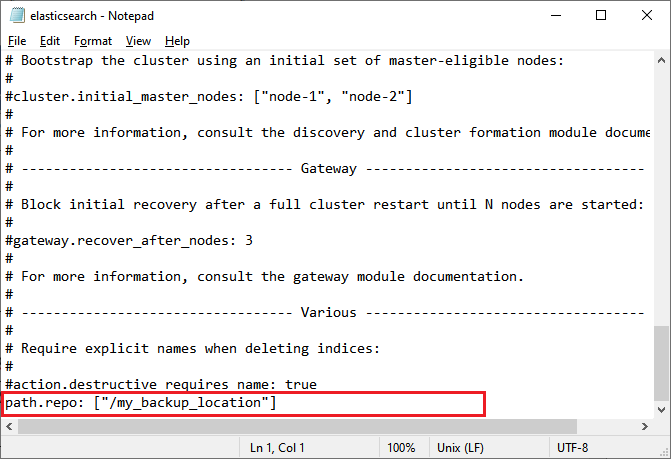 elasticsearch - Notepad
File Edit Format View Help
# Bootstrap the cluster using an initial set of master-eligible nodes:
#
#cluster.initial_master_nodes: ["node-1", "node-2"]
#
# For more information, consult the discovery and cluster formation module docume
#
# ---------------------------------- Gateway -----------------------------------
#
# Block initial recovery after a full cluster restart until N nodes are started:
#
#gateway.recover_after_nodes: 3
#
# For more information, consult the gateway module documentation.
#
# ---------------------------------- Various -----------------------------------
#
# Require explicit names when deleting indices:
#
#action.destructive_requires_name: true
path.repo: ["/my_backup_location"]
Ln 1, Col 1 100% Unix (LF) UTF-8